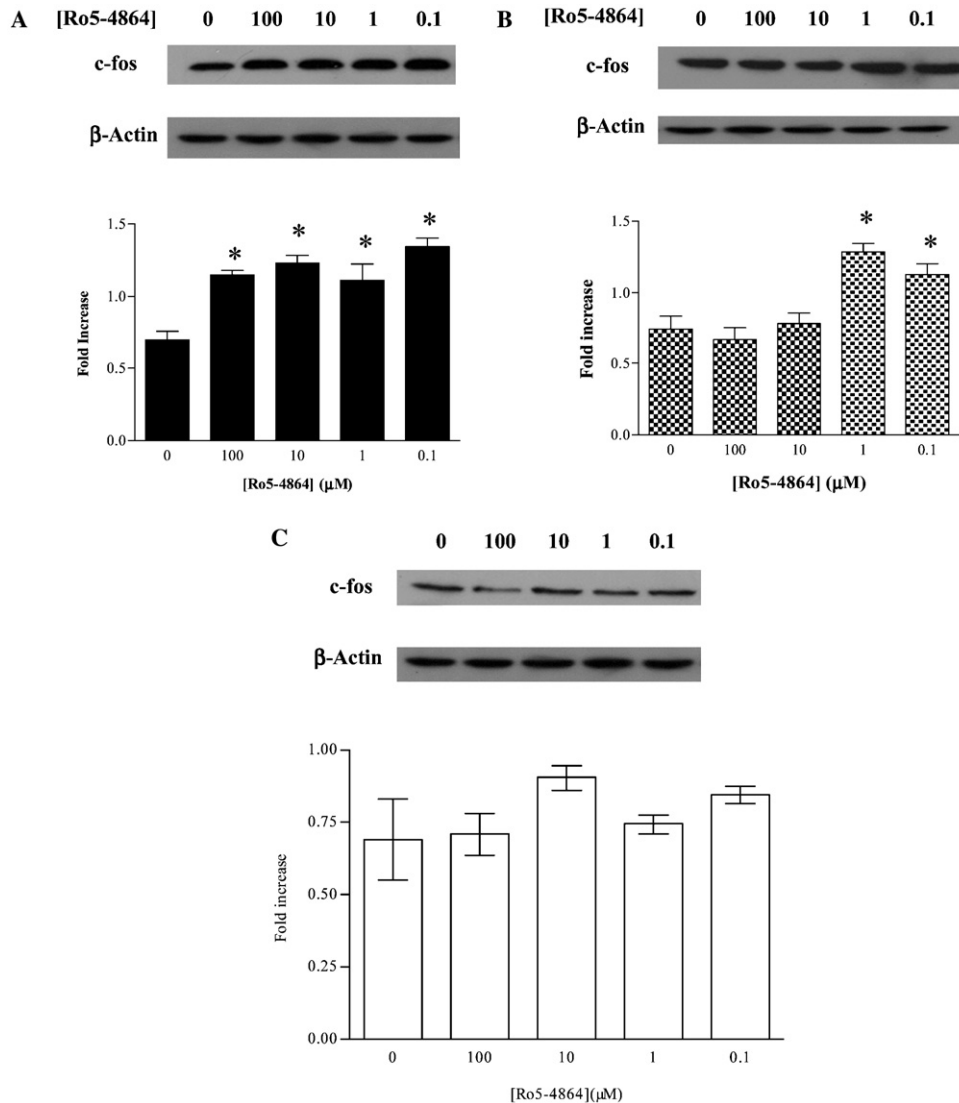 A
[Ro5-4864] 0 100 10 1 0.1
c-fos
β-Actin
1.5
1.0
0.5
0.0
Fold Increase
* * * *
0 100 10 1 0.1
[Ro5-4864] (μM)
B
[Ro5-4864] 0 100 10 1 0.1
c-fos
β-Actin
1.5
1.0
0.5
0.0
Fold increase
* *
0 100 10 1 0.1
[Ro5-4864] (μM)
C
0 100 10 1 0.1
c-fos
β-Actin
1.00
0.75
0.50
0.25
0.00
Fold increase
0 100 10 1 0.1
[Ro5-4864](μM)